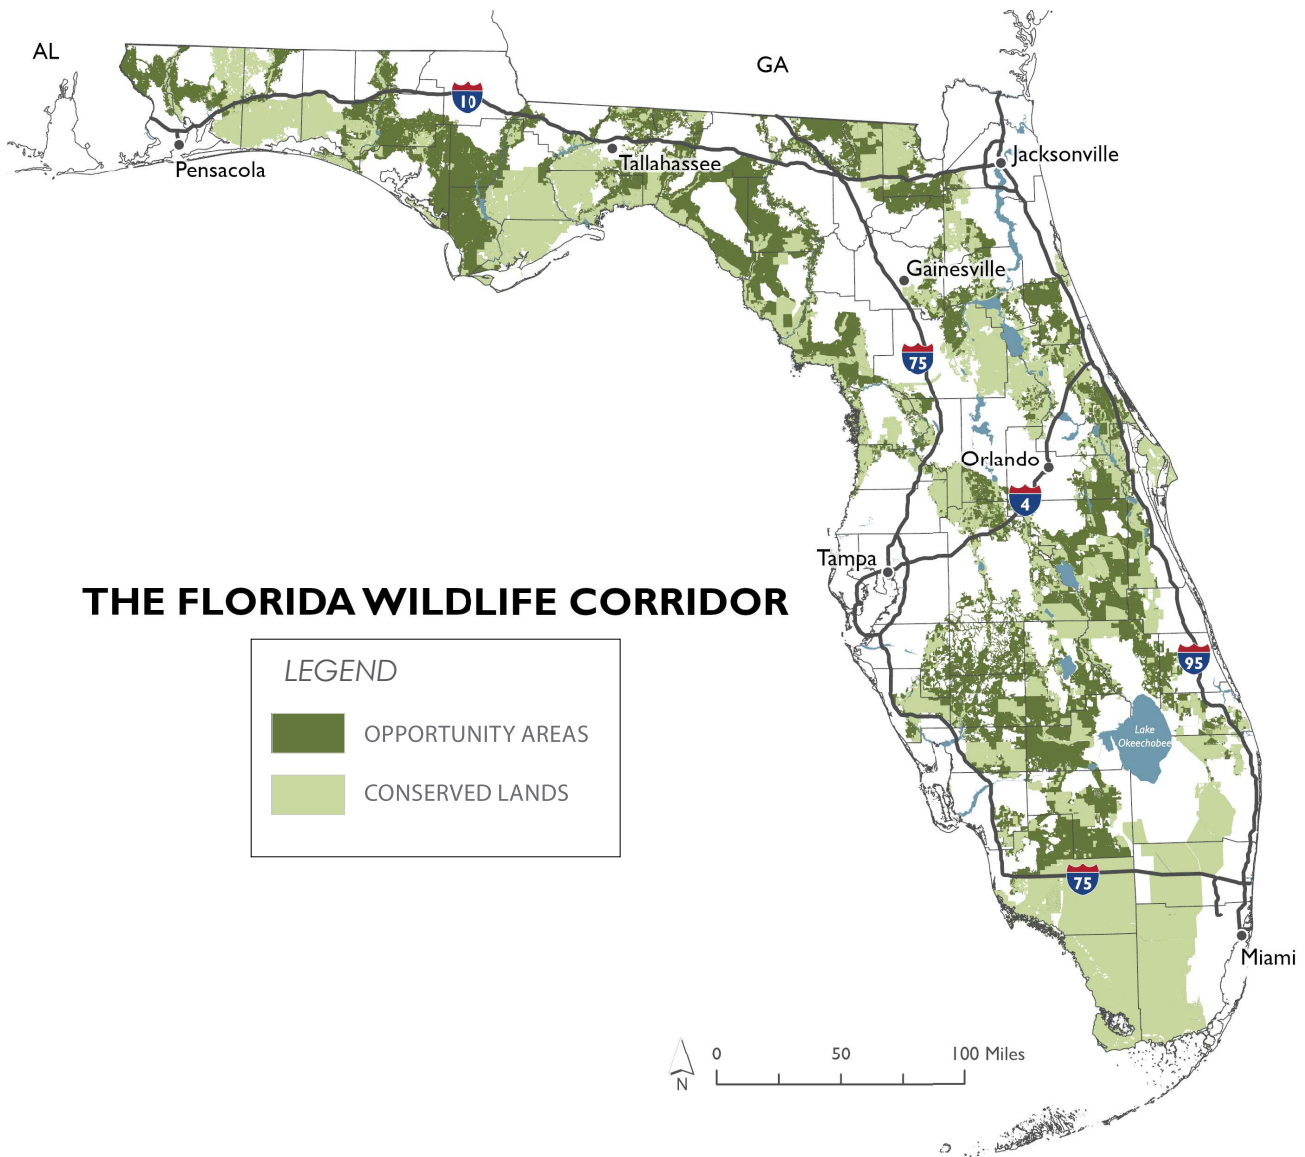 AL
GA
10
Pensacola
Tallahassee
Jacksonville
Gainesville
75
Orlando
4
Tampa
THE FLORIDA WILDLIFE CORRIDOR
LEGEND
OPPORTUNITY AREAS
CONSERVED LANDS
95
Lake
Okeechobee
75
Miami
0 50 100 Miles
N